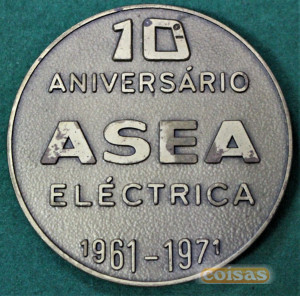 10
ANIVERSÁRIO
ASEA
ELÉCTRICA
1961-1971
coisas